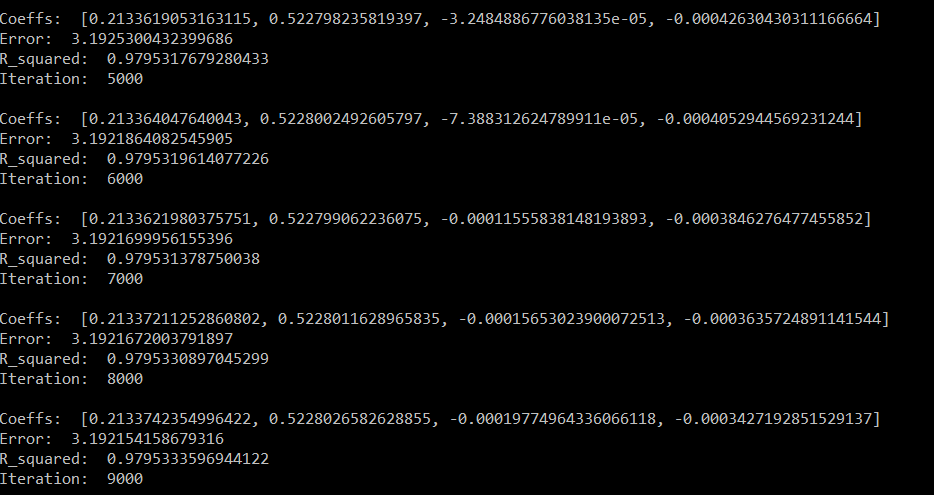 Coeffs:  [0.2133619053163115, 0.522798235819397, -3.2484886776038135e-05, -0.00042630430311166664]
Error:  3.1925300432399686
R_squared:  0.9795317679280433
Iteration:  5000
Coeffs:  [0.213364047640043, 0.5228002492605797, -7.388312624789911e-05, -0.0004052944569231244]
Error:  3.1921864082545905
R_squared:  0.9795319614077226
Iteration:  6000
Coeffs:  [0.2133621980375751, 0.522799062236075, -0.00011555838148193893, -0.0003846276477455852]
Error:  3.1921699956155396
R_squared:  0.979531378750038
Iteration:  7000
Coeffs:  [0.21337211252860802, 0.5228011628965835, -0.00015653023900072513, -0.0003635724891141544]
Error:  3.1921672003791897
R_squared:  0.9795330897045299
Iteration:  8000
Coeffs:  [0.2133742354996422, 0.5228026582628855, -0.00019774964336066118, -0.0003427192851529137]
Error:  3.192154158679316
R_squared:  0.9795333596944122
Iteration:  9000